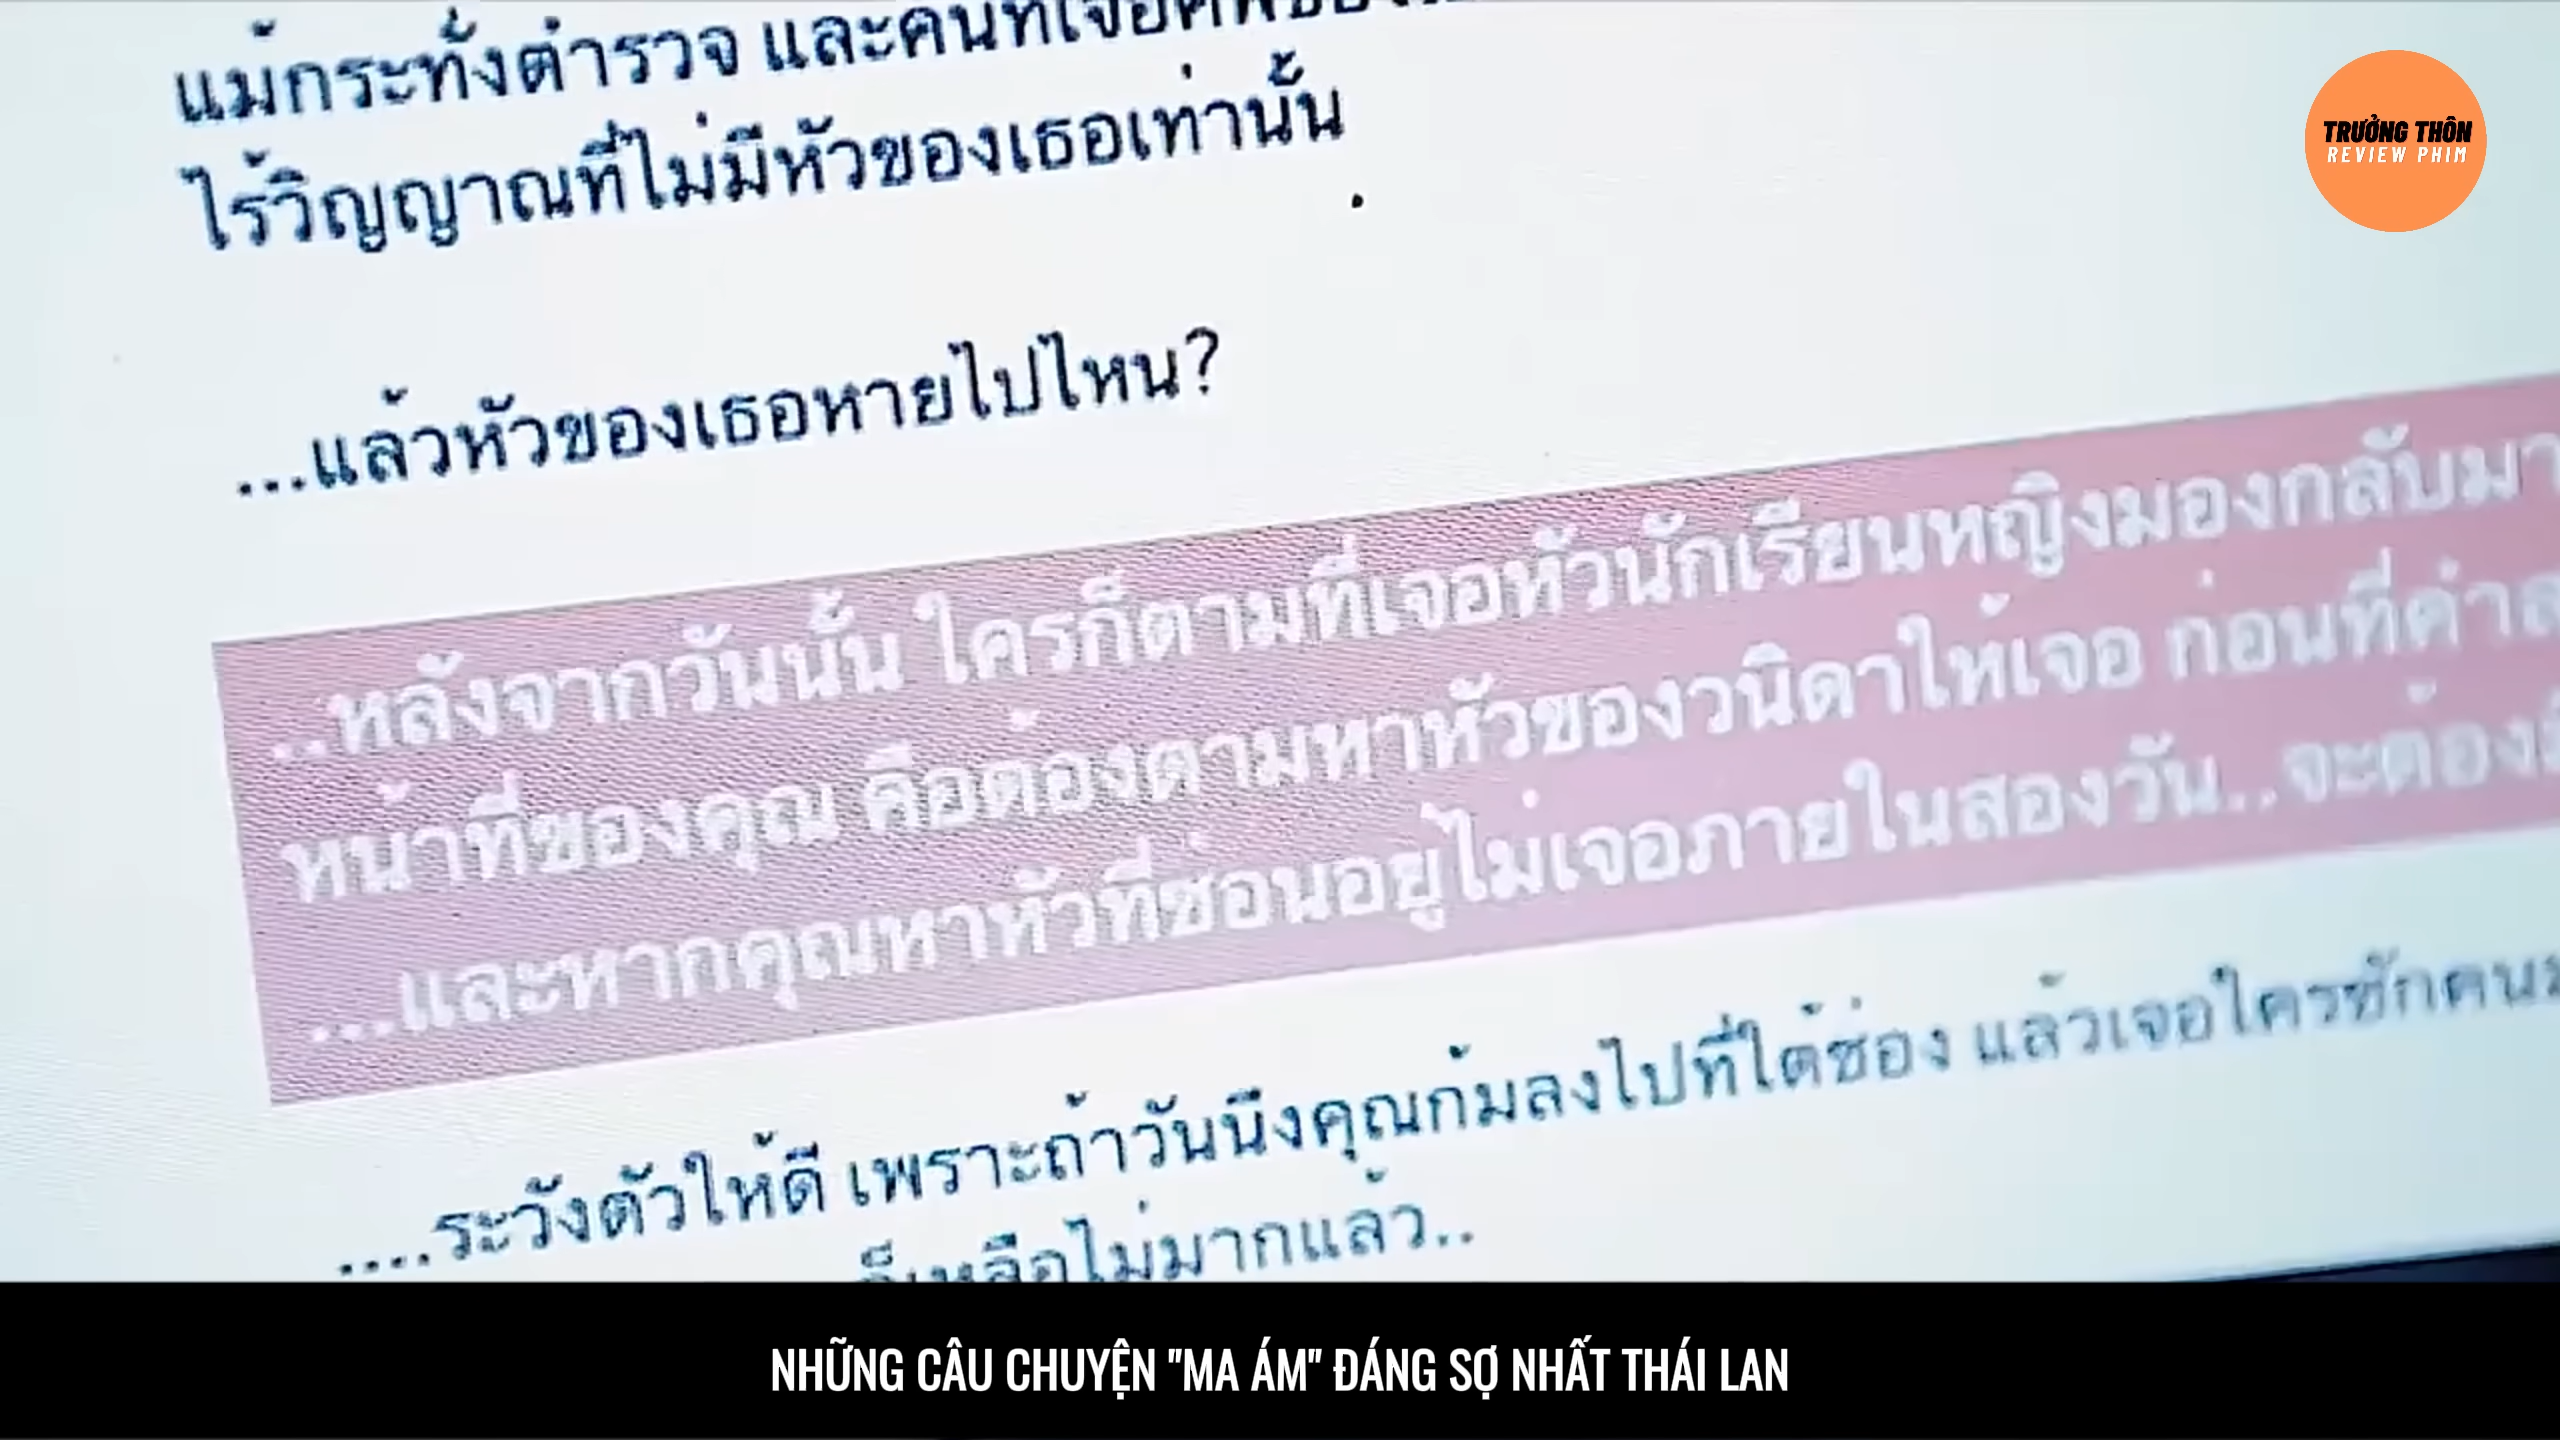 แม้กระทั่งตำรวจ และคนที่เจอศพของ
ไร้วิญญาณที่ไม่มีหัวของเธอเท่านั้น
...แล้วหัวของเธอหายไปไหน?
..หลังจากวันนั้น ใครก็ตามที่เจอหัวนักเรียนหญิงมองกลับมา
หน้าที่ของคุณ คือต้องตามหาหัวของวนิดาให้เจอ ก่อนที่
...และหากคุณหาหัวที่ซ่อนอยู่ไม่เจอภายในสองวัน..จะต้อง
....ระวังตัวให้ดี เพราะถ้าวันนึงคุณก้มลงไปที่ใต้ช่อง แล้วเจอใครซักคน
ก็เหลือไม่มากแล้ว..
TRƯỞNG THÔN
REVIEW PHIM
NHỮNG CÂU CHUYỆN "MA ÁM" ĐÁNG SỢ NHẤT THÁI LAN